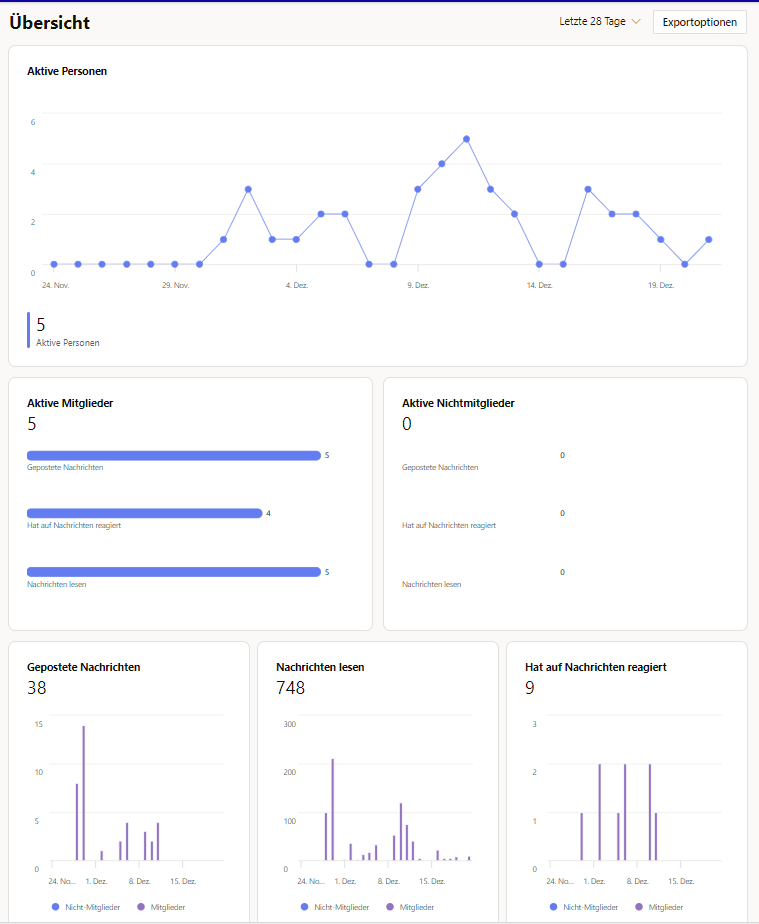 Übersicht
Letzte 28 Tage
Exportoptionen
Aktive Personen
6
4
2
0
24. Nov.
29. Nov.
4. Dez.
9. Dez.
14. Dez.
19. Dez.
5
Aktive Personen
Aktive Mitglieder
5
5
Gepostete Nachrichten
4
Hat auf Nachrichten reagiert
5
Nachrichten lesen
Aktive Nichtmitglieder
0
0
Gepostete Nachrichten
0
Hat auf Nachrichten reagiert
0
Nachrichten lesen
Gepostete Nachrichten
38
15
10
5
0
24. No...
1. Dez.
8. Dez.
15. Dez.
Nicht-Mitglieder
Mitglieder
Nachrichten lesen
748
300
200
100
0
24. No...
1. Dez.
8. Dez.
15. Dez.
Nicht-Mitglieder
Mitglieder
Hat auf Nachrichten reagiert
9
3
2
1
0
24. No...
1. Dez.
8. Dez.
15. Dez.
Nicht-Mitglieder
Mitglieder